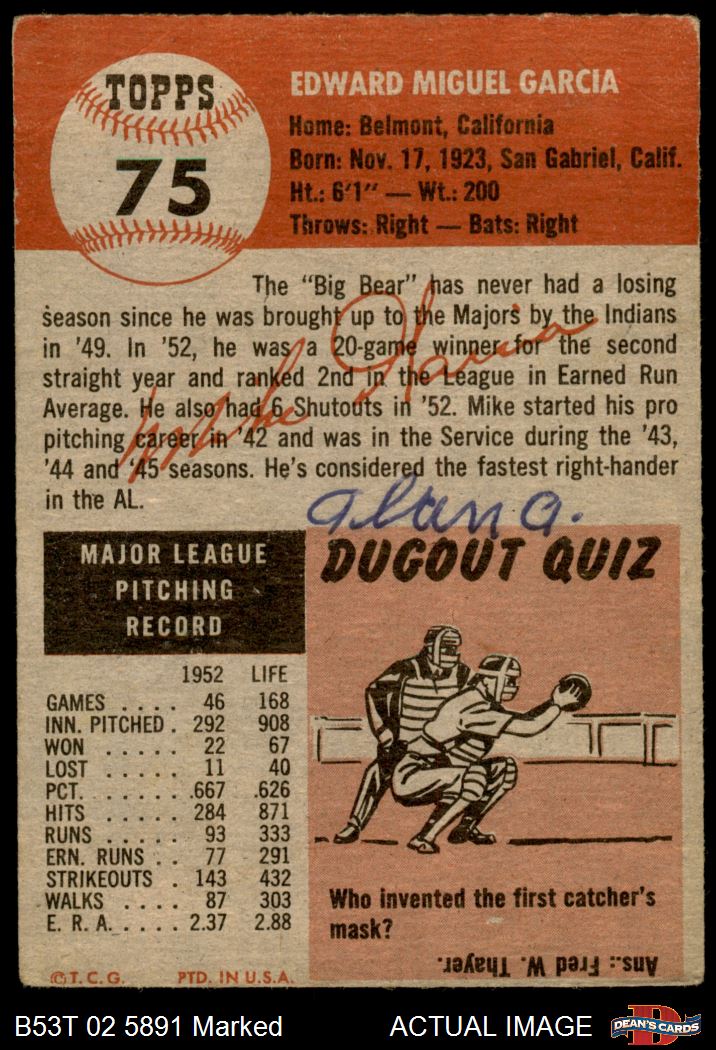 TOPPS
75
EDWARD MIGUEL GARCIA
Home: Belmont, California
Born: Nov. 17, 1923, San Gabriel, Calif.
Ht.: 6'1" — Wt.: 200
Throws: Right — Bats: Right
The "Big Bear" has never had a losing
season since he was brought up to the Majors by the Indians
in '49. In '52, he was a 20-game winner for the second
straight year and ranked 2nd in the League in Earned Run
Average. He also had 6 Shutouts in '52. Mike started his pro
pitching career in '42 and was in the Service during the '43,
'44 and '45 seasons. He's considered the fastest right-hander
in the AL.
Mike Garcia
MAJOR LEAGUE
PITCHING
RECORD
1952 LIFE
GAMES . . . . 46 168
INN. PITCHED . 292 908
WON . . . . . 22 67
LOST . . . . . 11 40
PCT. . . . . . .667 .626
HITS . . . . . 284 871
RUNS . . . . . 93 333
ERN. RUNS . . 77 291
STRIKEOUTS . 143 432
WALKS . . . . 87 303
E. R. A. . . . . 2.37 2.88
©T.C.G. PTD. IN U.S.A.
DUGOUT QUIZ
Who invented the first catcher's
mask?
Ans.: Fred W. Thayer.
B53T 02 5891 Marked
ACTUAL IMAGE
D
DEAN'S CARDS